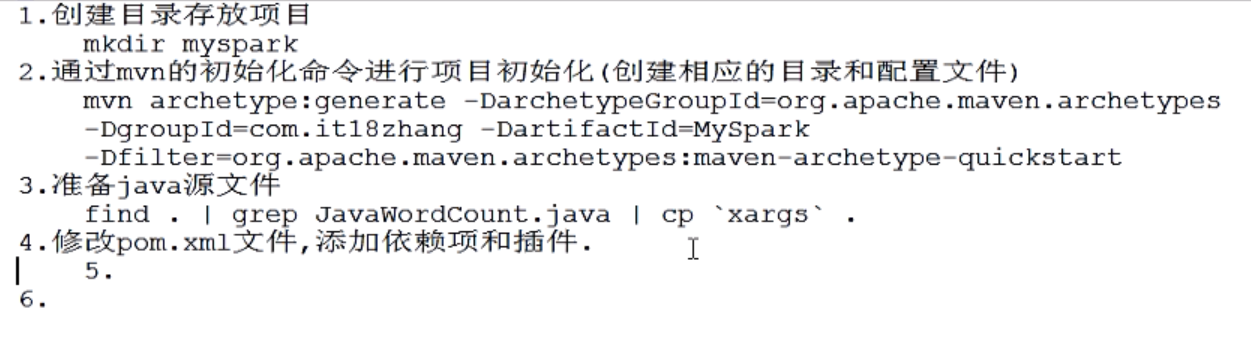 1.创建目录存放项目
mkdir myspark
2.通过mvn的初始化命令进行项目初始化(创建相应的目录和配置文件)
mvn archetype:generate -DarchetypeGroupId=org.apache.maven.archetypes
-DgroupId=com.it18zhang -DartifactId=MySpark
-Dfilter=org.apache.maven.archetypes:maven-archetype-quickstart
3.准备java源文件
find . | grep JavaWordCount.java | cp `xargs` .
4.修改pom.xml文件,添加依赖项和插件.
5.
6.